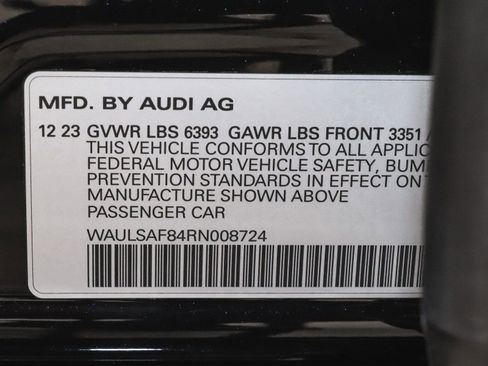 MFD. BY AUDI AG
12 23 GVWR LBS 6393 GAWR LBS FRONT 3351
THIS VEHICLE CONFORMS TO ALL
FEDERAL MOTOR VEHICLE SAFETY,
PREVENTION STANDARDS IN EFFECT ON
MANUFACTURE SHOWN ABOVE
PASSENGER CAR
WAULSAF84RN008724